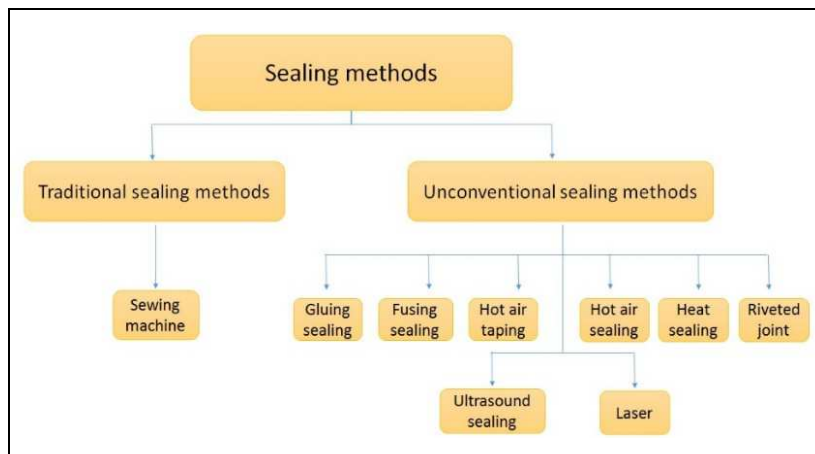 Sealing methods
Traditional sealing methods
Unconventional sealing methods
Sewing
machine
Gluing
sealing
Fusing
sealing
Hot air
taping
Hot air
sealing
Heat
sealing
Riveted
joint
Ultrasound
sealing
Laser